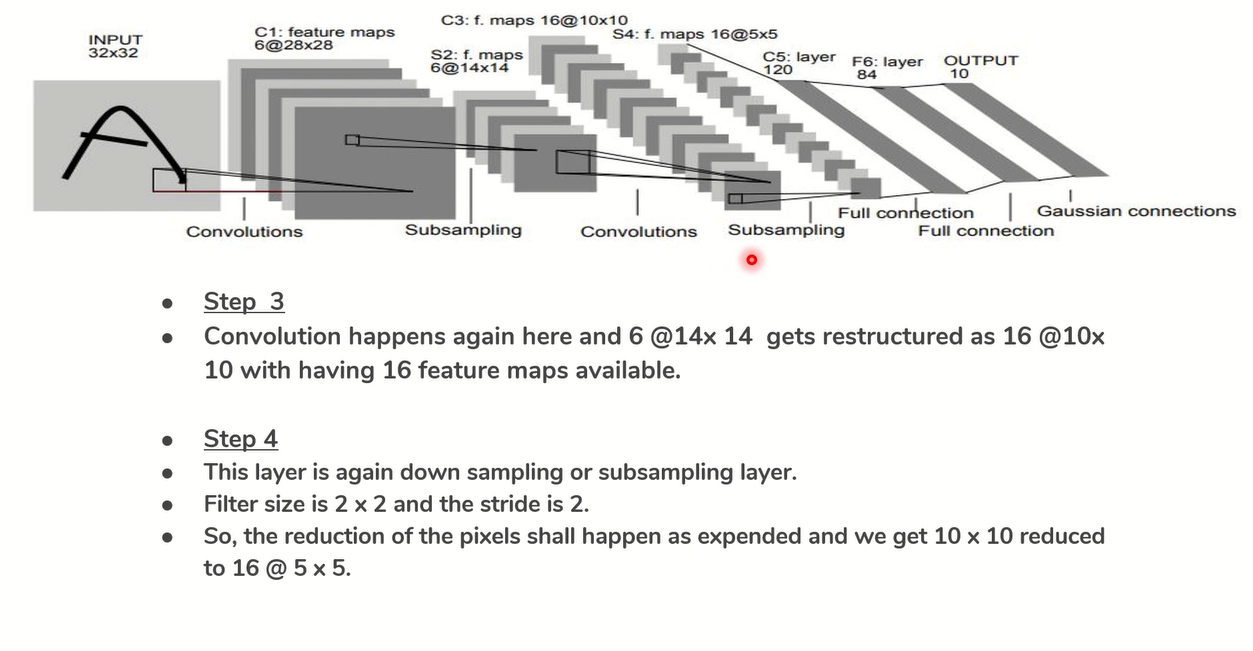 C3: f. maps 16@10x10
INPUT
32x32
C1: feature maps
6@28x28
S4: f. maps 16@5x5
S2: f. maps
6@14x14
C5: layer
120
F6: layer
84
OUTPUT
10
Convolutions
Subsampling
Convolutions
Subsampling
Full connection
Full connection
Gaussian connections
● Step 3
● Convolution happens again here and 6 @14x 14 gets restructured as 16 @10x
10 with having 16 feature maps available.
● Step 4
● This layer is again down sampling or subsampling layer.
● Filter size is 2 x 2 and the stride is 2.
● So, the reduction of the pixels shall happen as expended and we get 10 x 10 reduced
to 16 @ 5 x 5.